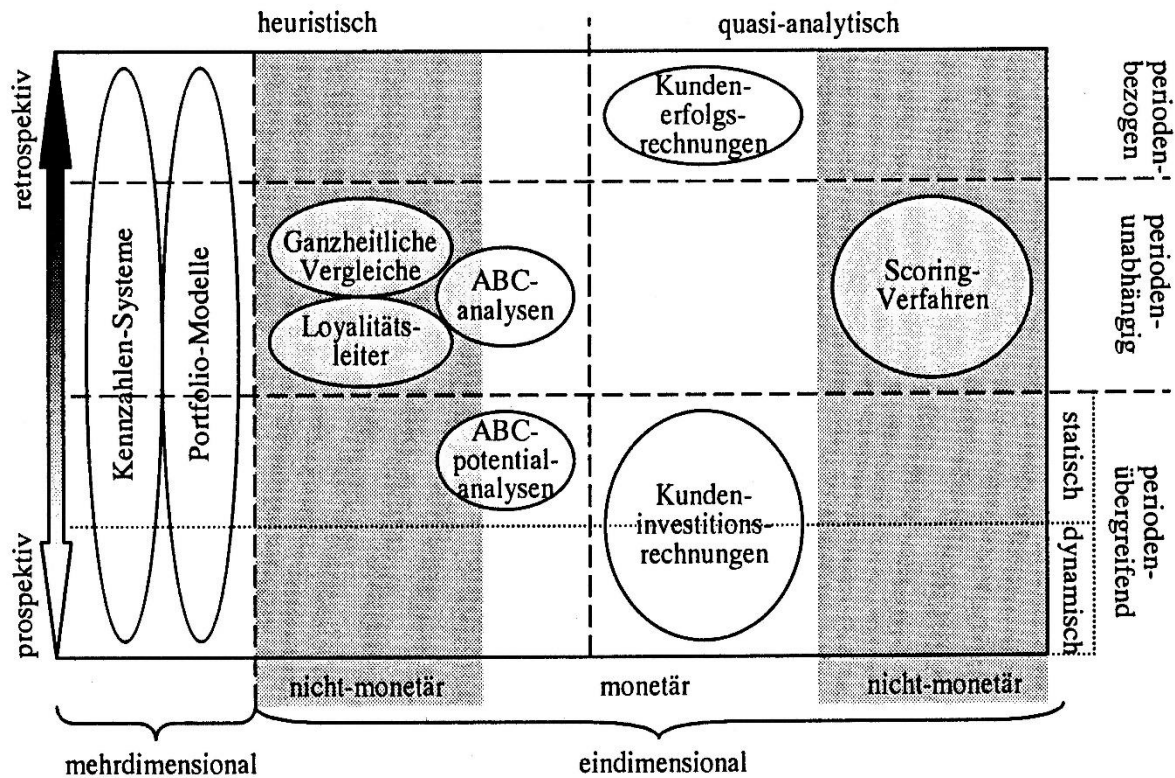 heuristisch
quasi-analytisch
retrospektiv
prospektiv
Kennzahlen-Systeme
Portfolio-Modelle
Kunden-
erfolgs-
rechnungen
Ganzheitliche
Vergleiche
Loyalitäts-
leiter
ABC-
analysen
Scoring-
Verfahren
ABC-
potential-
analysen
Kunden-
investitions-
rechnungen
perioden-
bezogen
perioden-
unabhängig
statisch
dynamisch
perioden-
übergreifend
nicht-monetär
monetär
nicht-monetär
mehrdimensional
eindimensional